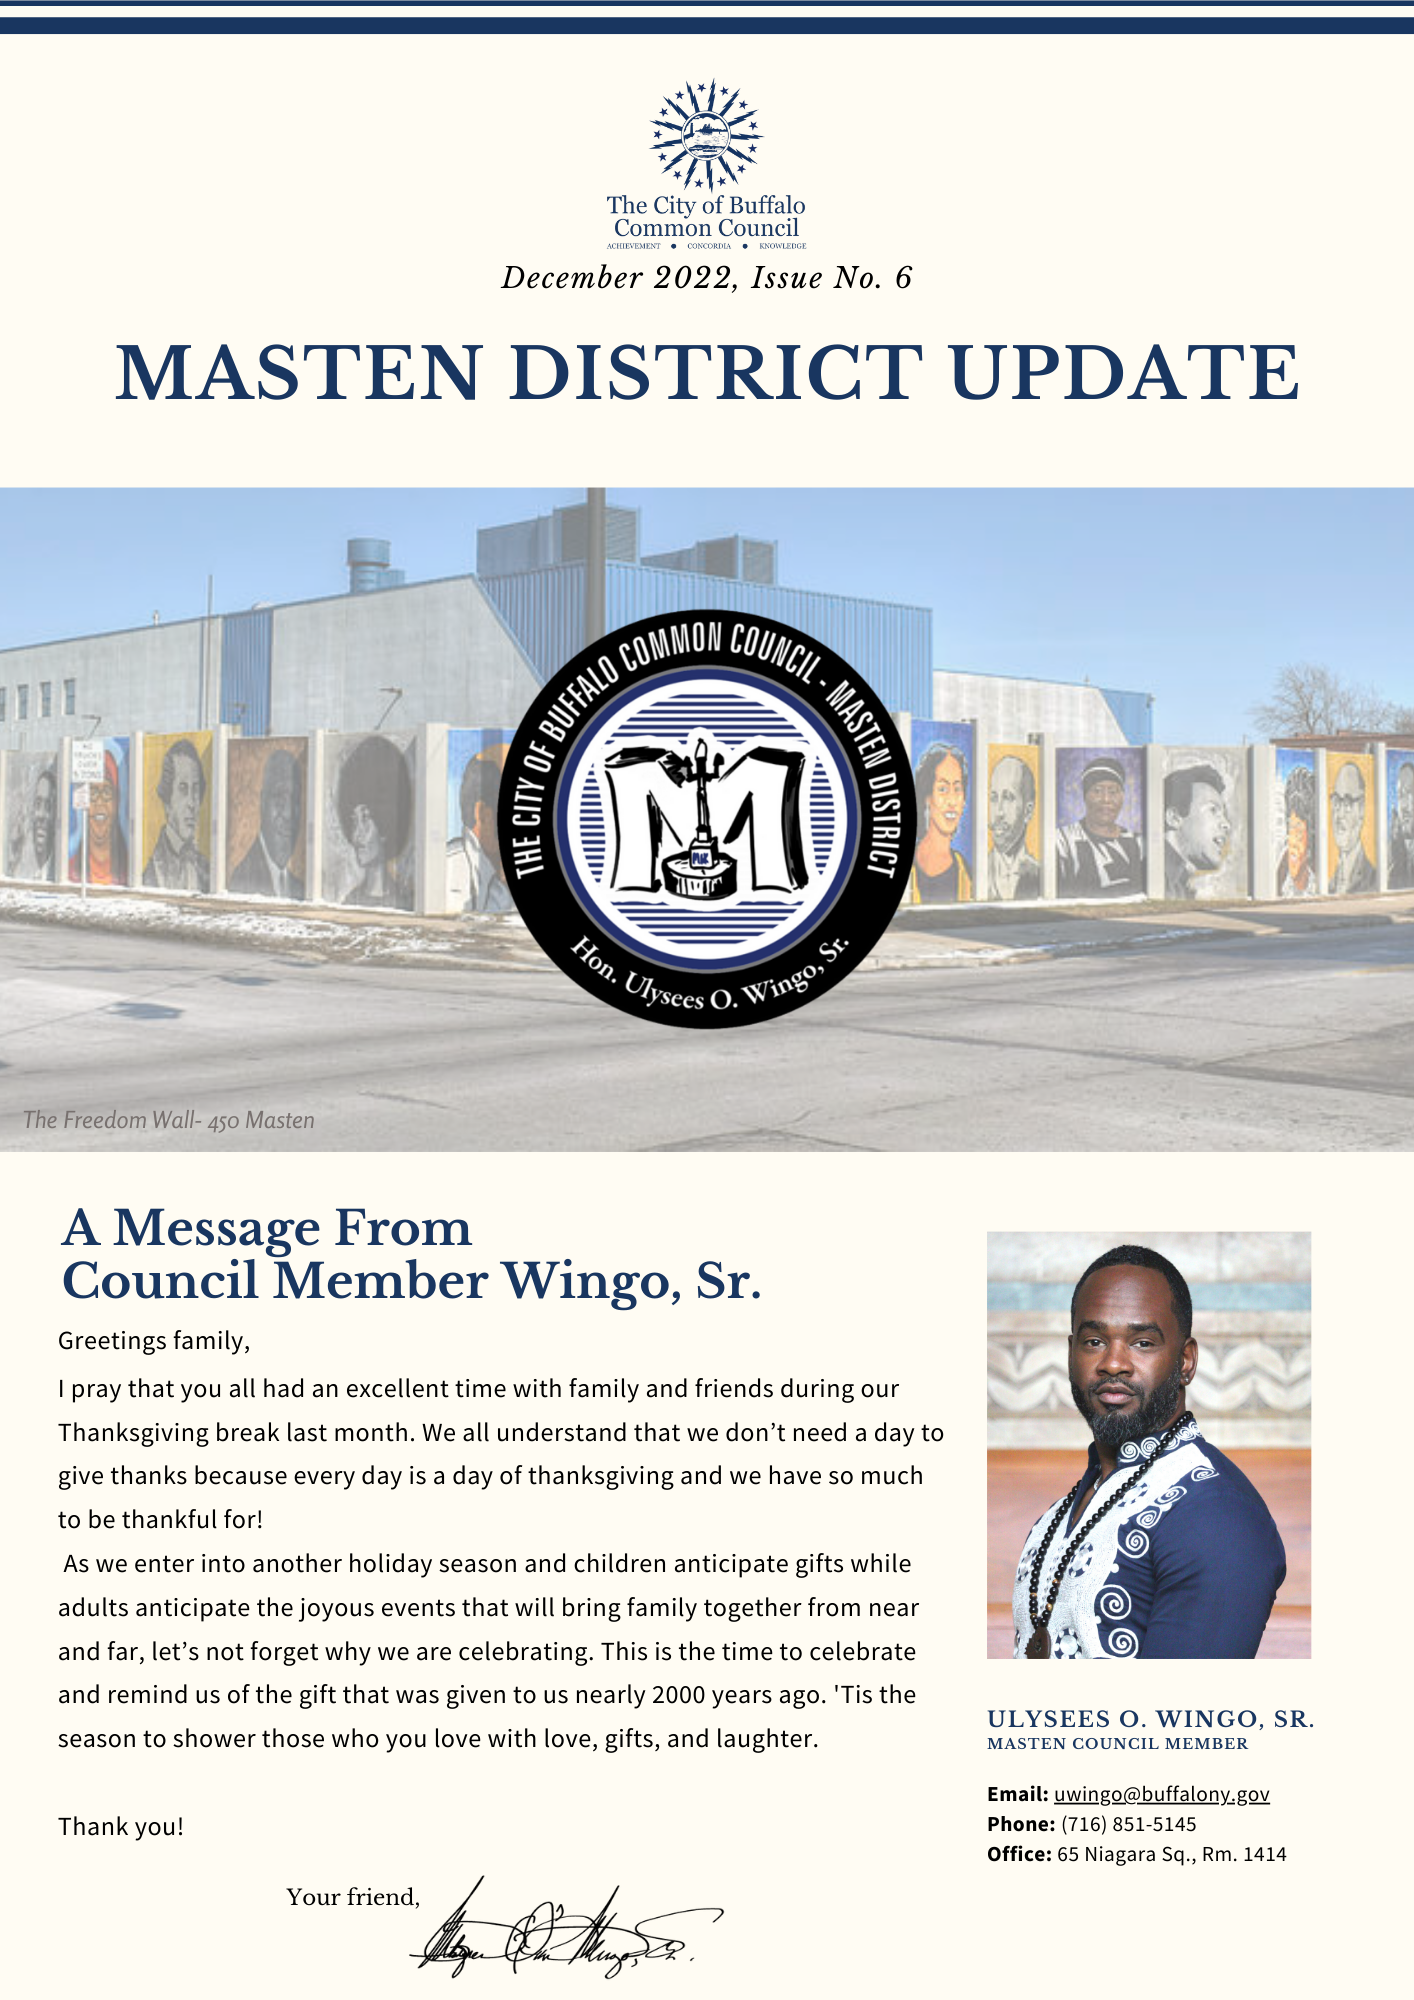 The City of Buffalo
Common Council
ACHIEVEMENT • CONCORDIA • KNOWLEDGE
December 2022, Issue No. 6
MASTEN DISTRICT UPDATE
THE CITY OF BUFFALO COMMON COUNCIL - MASTEN DISTRICT
M
Hon. Ulysees O. Wingo, Sr.
The Freedom Wall- 450 Masten
A Message From
Council Member Wingo, Sr.
Greetings family,
I pray that you all had an excellent time with family and friends during our
Thanksgiving break last month. We all understand that we don’t need a day to
give thanks because every day is a day of thanksgiving and we have so much
to be thankful for!
As we enter into another holiday season and children anticipate gifts while
adults anticipate the joyous events that will bring family together from near
and far, let’s not forget why we are celebrating. This is the time to celebrate
and remind us of the gift that was given to us nearly 2000 years ago. 'Tis the
season to shower those who you love with love, gifts, and laughter.
Thank you!
Your friend,
ULYSEES O. WINGO, SR.
MASTEN COUNCIL MEMBER
Email: uwingo@buffalony.gov
Phone: (716) 851-5145
Office: 65 Niagara Sq., Rm. 1414